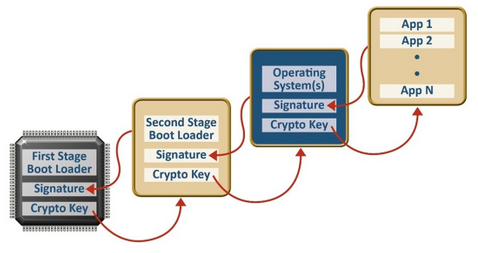 First Stage
Boot Loader
Signature
Crypto Key
Second Stage
Boot Loader
Signature
Crypto Key
Operating
System(s)
Signature
Crypto Key
App 1
App 2
App N